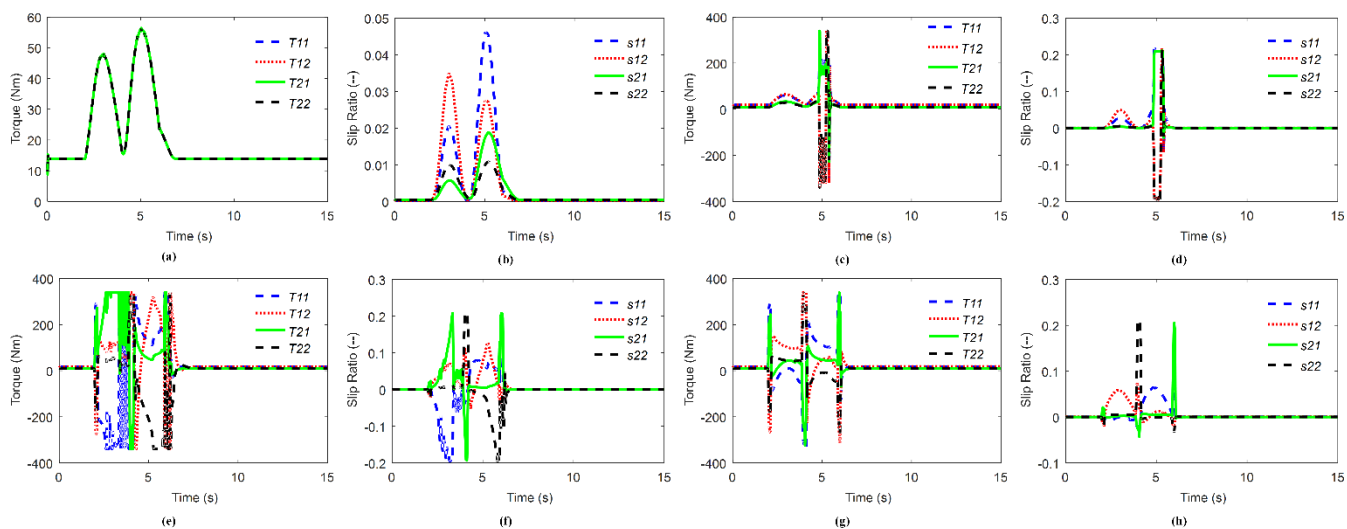 60
50
40
30
20
10
0
Torque (Nm)
T11
T12
T21
T22
0 5 10 15
Time (s)
(a)
0.05
0.04
0.03
0.02
0.01
0
Slip Ratio (--)
s11
s12
s21
s22
0 5 10 15
Time (s)
(b)
400
200
0
-200
-400
Torque (Nm)
T11
T12
T21
T22
0 5 10 15
Time (s)
(c)
0.3
0.2
0.1
0
-0.1
-0.2
Slip Ratio (--)
s11
s12
s21
s22
0 5 10 15
Time (s)
(d)
400
200
0
-200
-400
Torque (Nm)
T11
T12
T21
T22
0 5 10 15
Time (s)
(e)
0.3
0.2
0.1
0
-0.1
-0.2
Slip Ratio (--)
s11
s12
s21
s22
0 5 10 15
Time (s)
(f)
400
200
0
-200
-400
Torque (Nm)
T11
T12
T21
T22
0 5 10 15
Time (s)
(g)
0.3
0.2
0.1
0
-0.1
Slip Ratio (--)
s11
s12
s21
s22
0 5 10 15
Time (s)
(h)